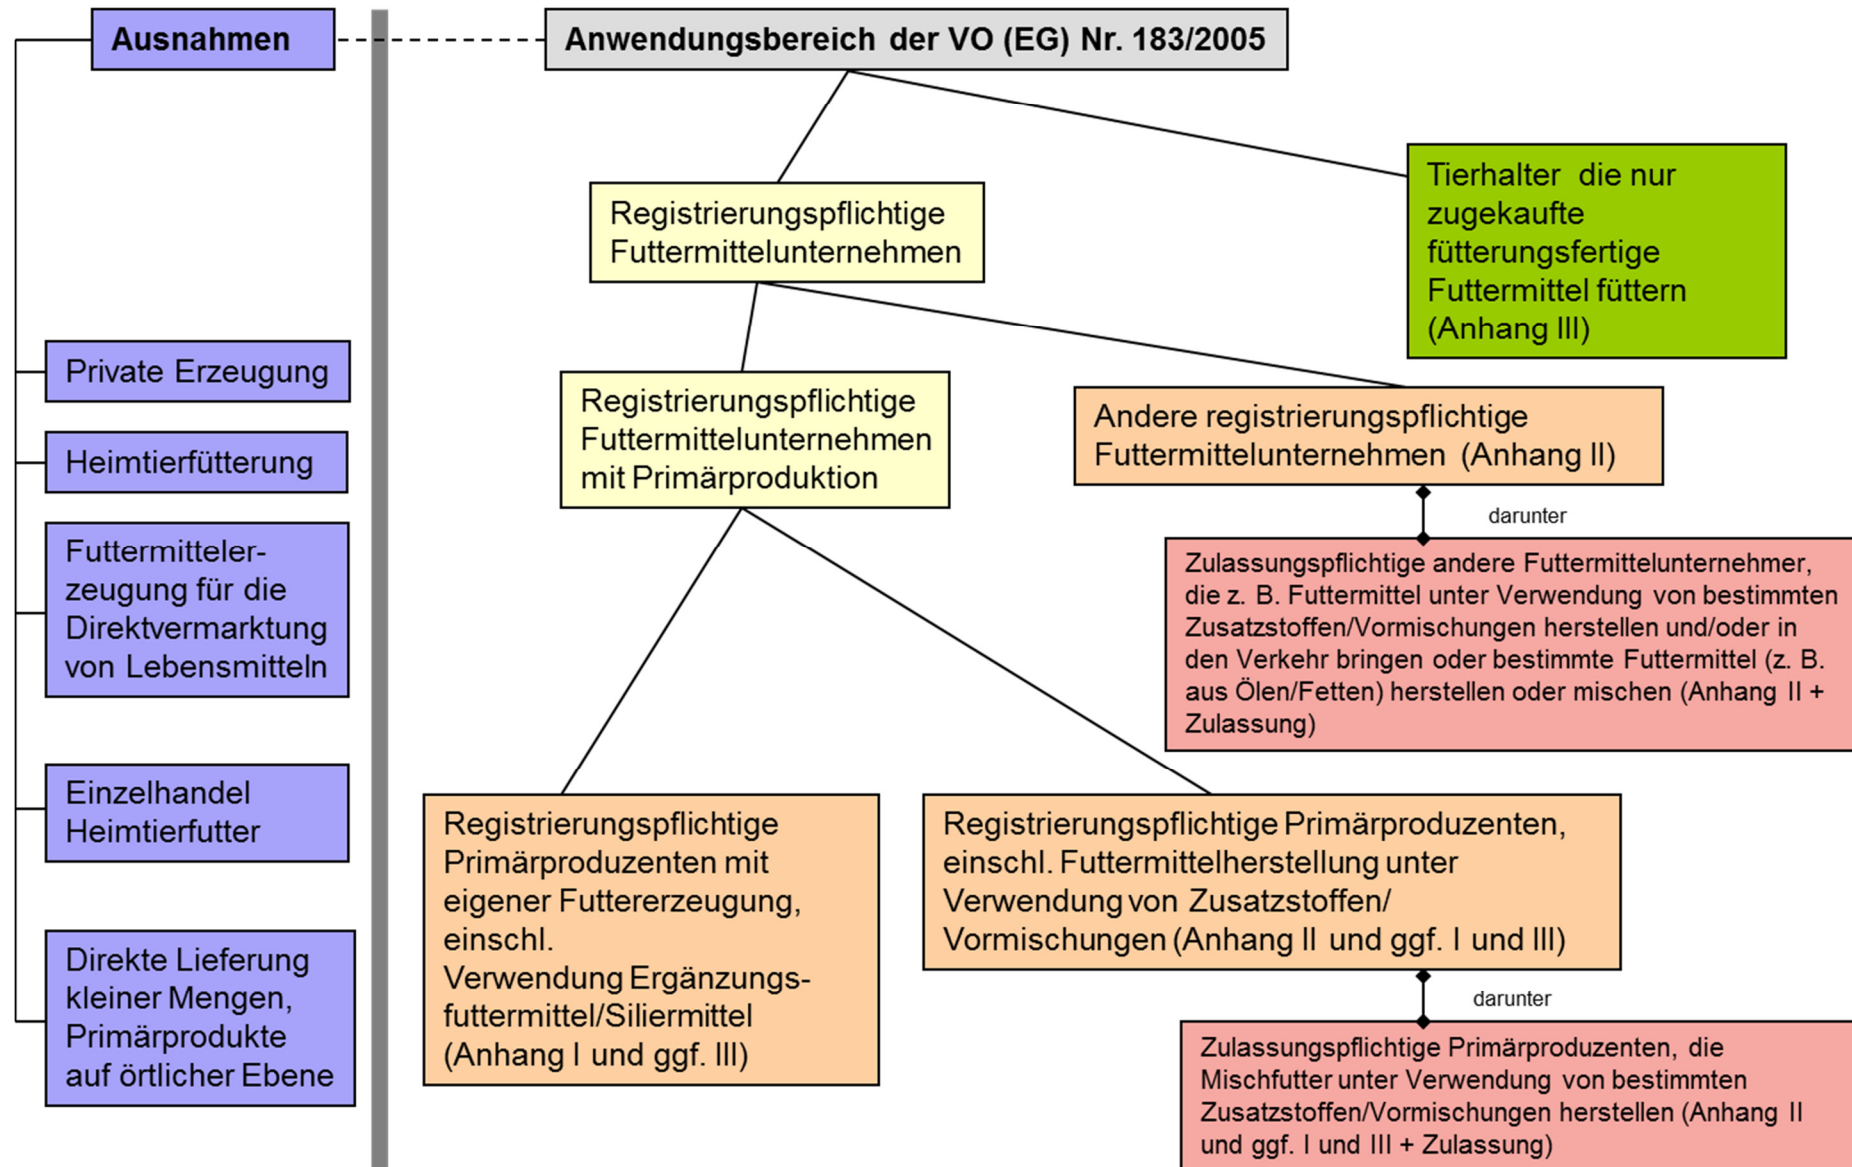 Ausnahmen
Anwendungsbereich der VO (EG) Nr. 183/2005
Tierhalter die nur
zugekaufte
fütterungsfertige
Futtermittel füttern
(Anhang III)
Registrierungspflichtige
Futtermittelunternehmen
Private Erzeugung
Heimtierfütterung
Futtermitteler-
zeugung für die
Direktvermarktung
von Lebensmitteln
Einzelhandel
Heimtierfutter
Direkte Lieferung
kleiner Mengen,
Primärprodukte
auf örtlicher Ebene
Registrierungspflichtige
Futtermittelunternehmen
mit Primärproduktion
Andere registrierungspflichtige
Futtermittelunternehmen (Anhang II)
darunter
Zulassungspflichtige andere Futtermittelunternehmer,
die z. B. Futtermittel unter Verwendung von bestimmten
Zusatzstoffen/Vormischungen herstellen und/oder in
den Verkehr bringen oder bestimmte Futtermittel (z. B.
aus Ölen/Fetten) herstellen oder mischen (Anhang II +
Zulassung)
Registrierungspflichtige
Primärproduzenten mit
eigener Futtererzeugung,
einschl.
Verwendung Ergänzungs-
futtermittel/Siliermittel
(Anhang I und ggf. III)
Registrierungspflichtige Primärproduzenten,
einschl. Futtermittelherstellung unter
Verwendung von Zusatzstoffen/
Vormischungen (Anhang II und ggf. I und III)
darunter
Zulassungspflichtige Primärproduzenten, die
Mischfutter unter Verwendung von bestimmten
Zusatzstoffen/Vormischungen herstellen (Anhang II
und ggf. I und III + Zulassung)